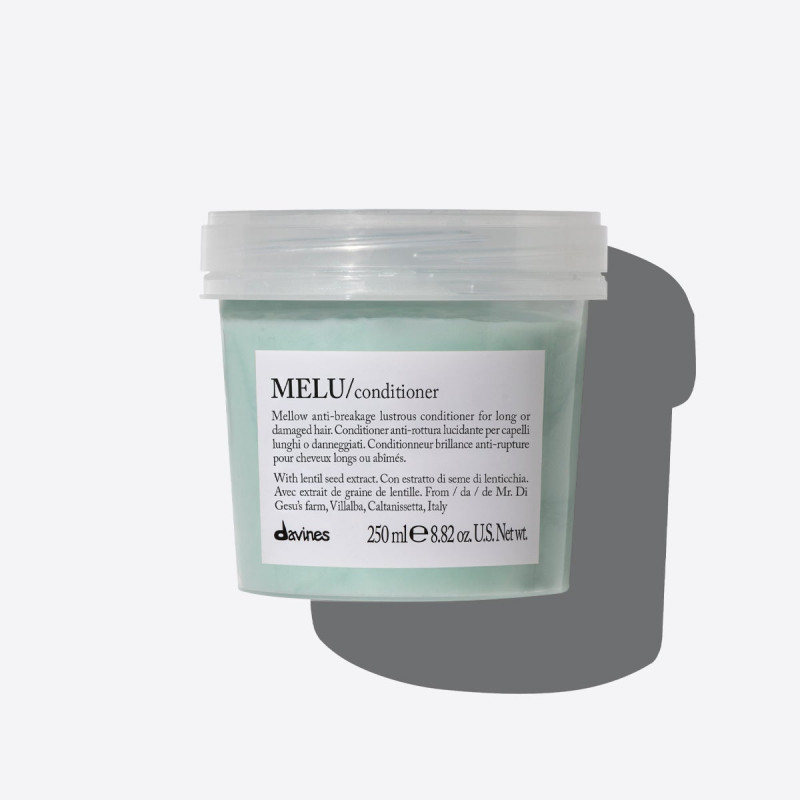 MELU/conditioner
Mellow anti-breakage lustrous conditioner for long or
damaged hair. Conditioner anti-rottura lucidante per capelli
lunghi o danneggiati. Conditionneur brillance anti-rupture
pour cheveux longs ou abimés.
With lentil seed extract. Con estratto di seme di lenticchia.
Avec extrait de graine de lentille. From / da / de Mr. Di
Gesu's farm, Villalba, Caltanissetta, Italy
davines 250 ml ℮ 8.82 oz. U.S. Net wt.